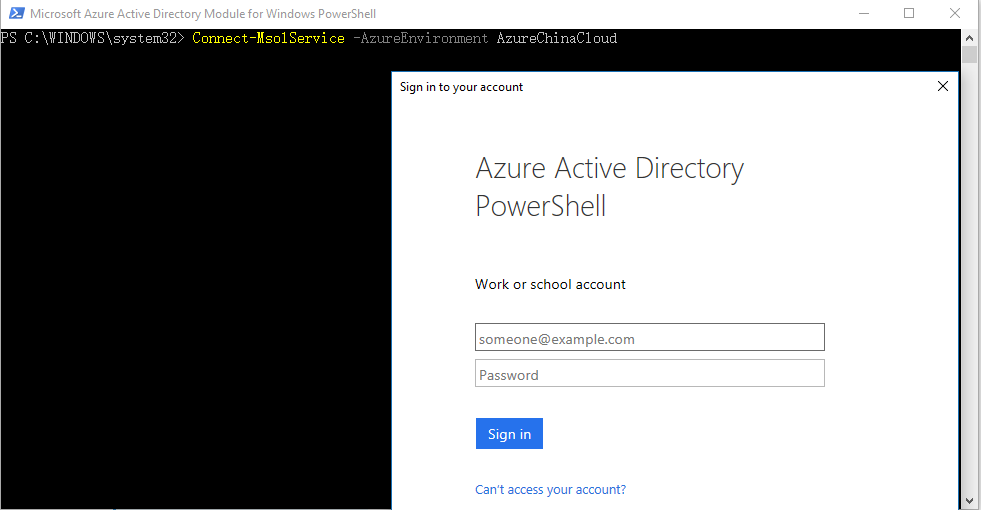 Microsoft Azure Active Directory Module for Windows PowerShell
PS C:\WINDOWS\system32> Connect-MsolService -AzureEnvironment AzureChinaCloud
Sign in to your account
Azure Active Directory
PowerShell
Work or school account
someone@example.com
Password
Sign in
Can't access your account?